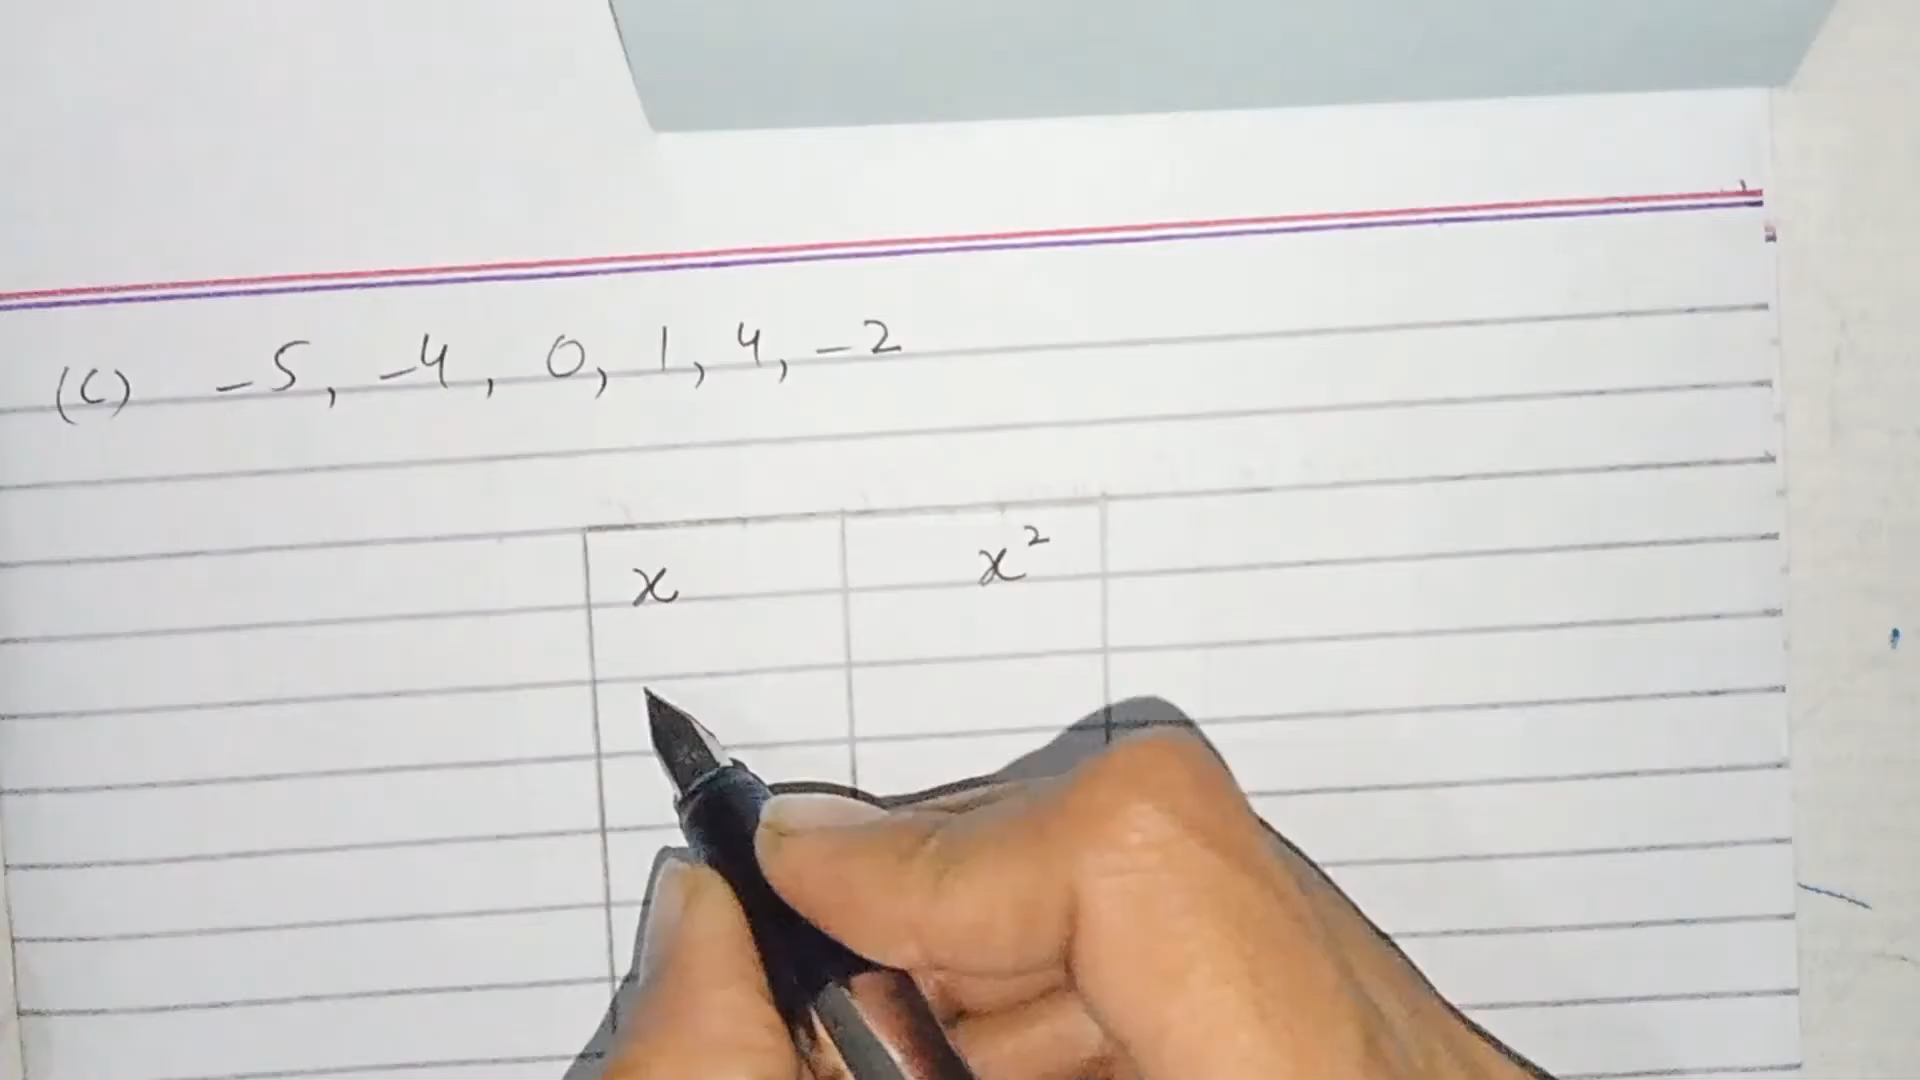 (C) -5, -4, 0, 1, 4, -2
x x²